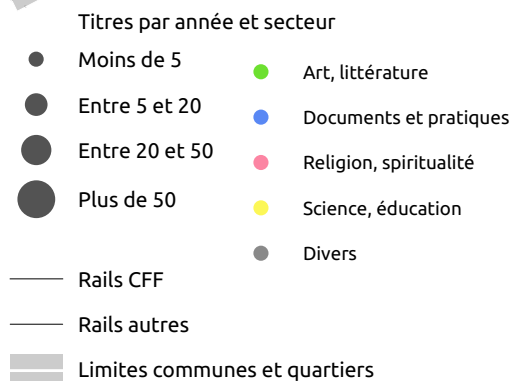 Titres par année et secteur
Moins de 5
Entre 5 et 20
Entre 20 et 50
Plus de 50
Art, littérature
Documents et pratiques
Religion, spiritualité
Science, éducation
Divers
Rails CFF
Rails autres
Limites communes et quartiers